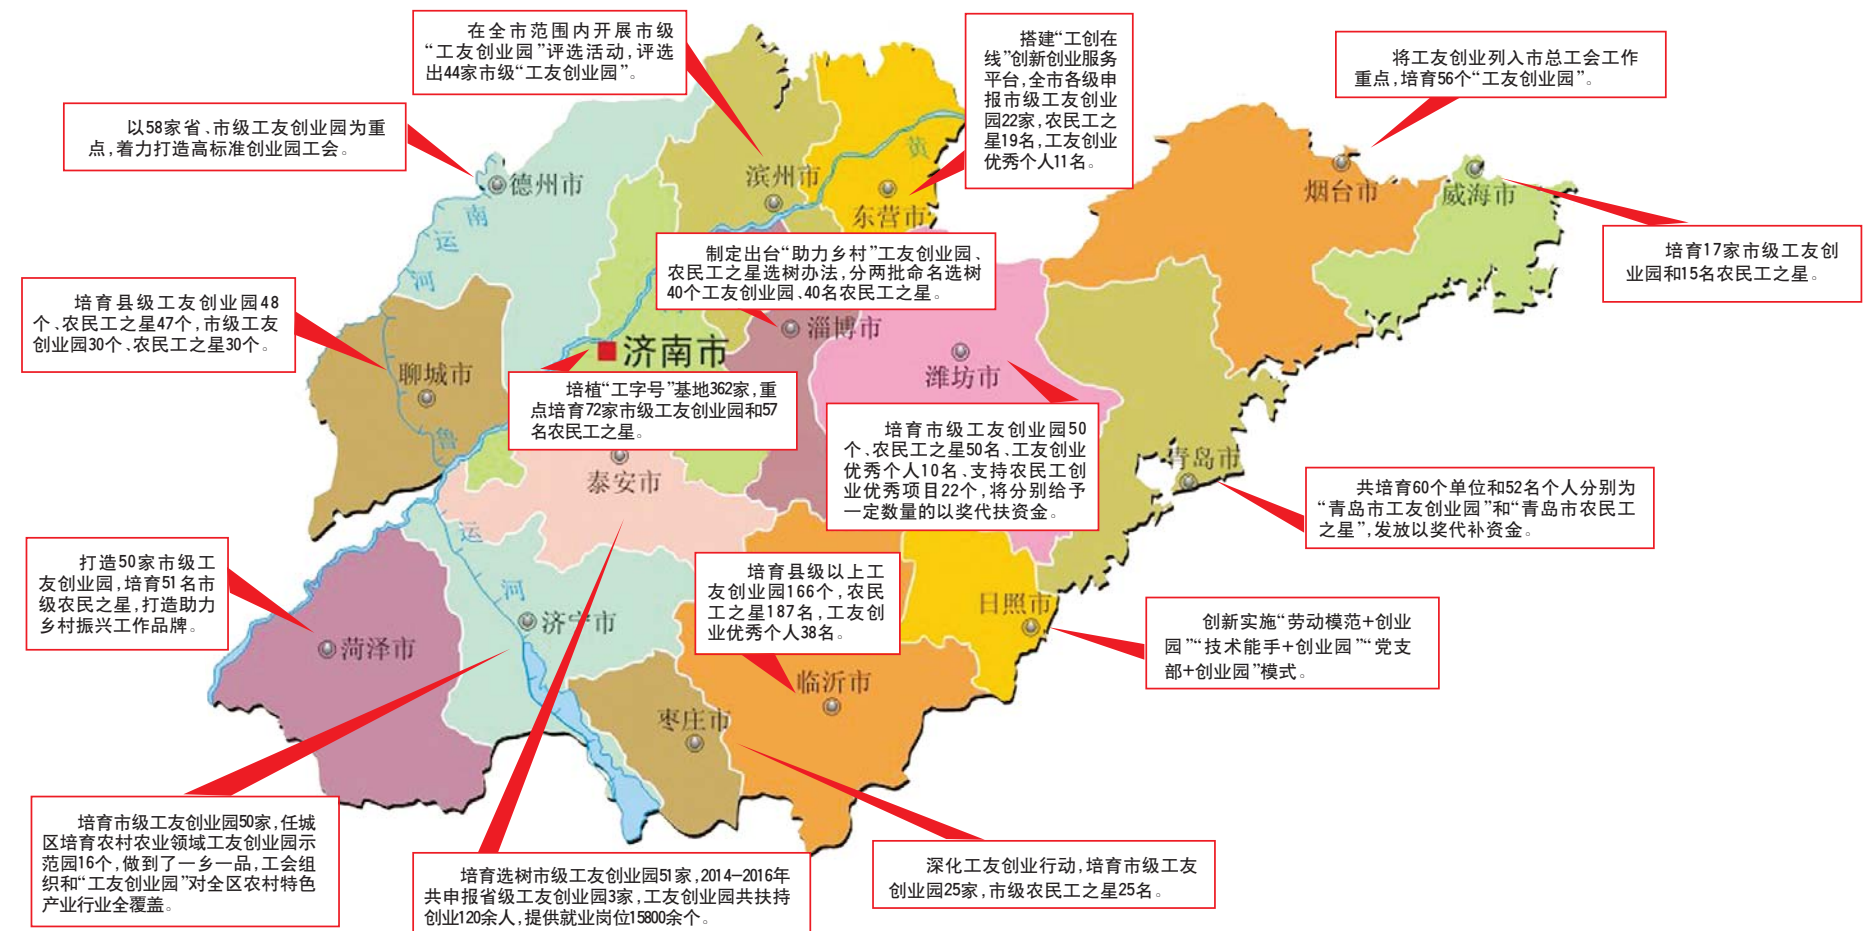 在全市范围内开展市级
“工友创业园”评选活动，评选
出44家市级“工友创业园”。
搭建“工创在
线”创新创业服务
平台，全市各级申
报市级工友创业
园22家，农民工之
星19名，工友创业
优秀个人11名。
将工友创业列入市总工会工作
重点，培育56个“工友创业园”。
以58家省、市级工友创业园为重
点，着力打造高标准创业园工会。
黄
德州市
滨州市
东营市
烟台市
威海市
南
运
河
制定出台“助力乡村”工友创业园、
农民工之星选树办法，分两批命名选树
40个工友创业园、40名农民工之星。
培育17家市级工友创
业园和15名农民工之星。
培育县级工友创业园48
个、农民工之星47个，市级工友
创业园30个、农民工之星30个。
淄博市
济南市
聊城市
潍坊市
培植“工字号”基地362家，重
点培育72家市级工友创业园和57
名农民工之星。
培育市级工友创业园50
个、农民工之星50名、工友创业
优秀个人10名、支持农民工创
业优秀项目22个，将分别给予
一定数量的以奖代扶资金。
鲁
泰安市
青岛市
共培育60个单位和52名个人分别为
“青岛市工友创业园”和“青岛市农民工
之星”，发放以奖代补资金。
运
河
打造50家市级工
友创业园，培育51名市
级农民之星，打造助力
乡村振兴工作品牌。
培育县级以上工
友创业园166个，农民
工之星187名，工友创
业优秀个人38名。
日照市
创新实施“劳动模范+创业
园”“技术能手+创业园”“党支
部+创业园”模式。
济宁市
菏泽市
临沂市
枣庄市
培育市级工友创业园50家，任城
区培育农村农业领域工友创业园示
范园16个，做到了一乡一品，工会组
织和“工友创业园”对全区农村特色
产业行业全覆盖。
培育选树市级工友创业园51家，2014—2016年
共申报省级工友创业园3家，工友创业园共扶持
创业120余人，提供就业岗位15800余个。
深化工友创业行动，培育市级工友
创业园25家，市级农民工之星25名。